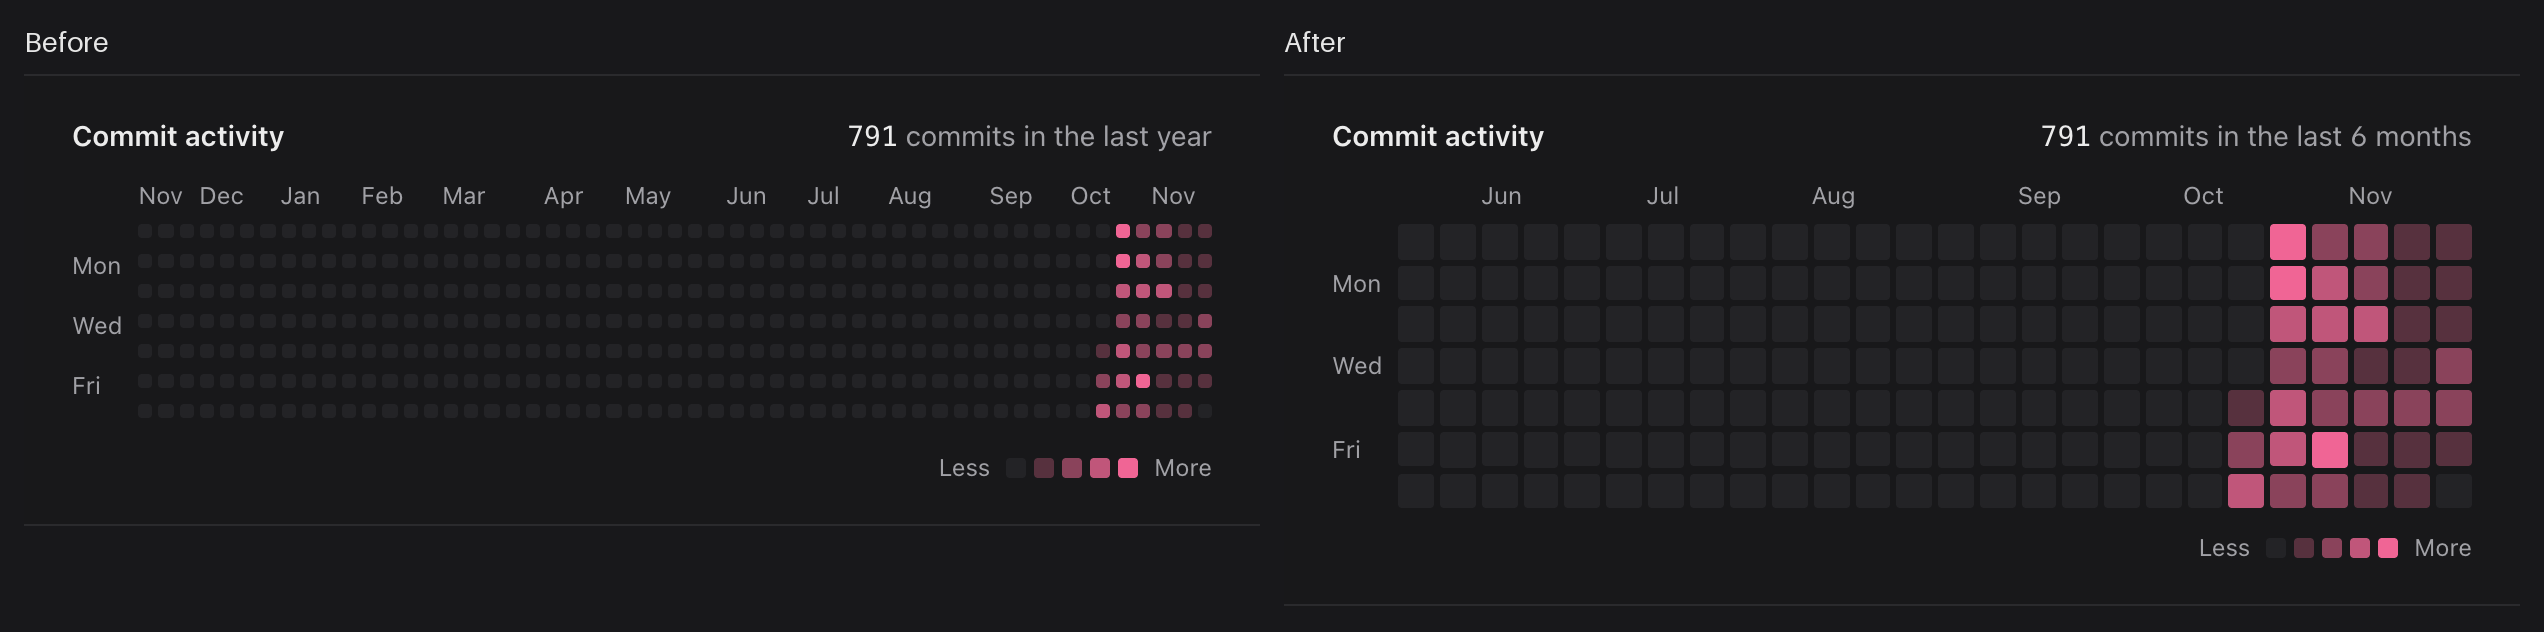 Before
Commit activity
791 commits in the last year
Nov Dec Jan Feb Mar Apr May Jun Jul Aug Sep Oct Nov
Mon
Wed
Fri
Less More
After
Commit activity
791 commits in the last 6 months
Jun Jul Aug Sep Oct Nov
Mon
Wed
Fri
Less More